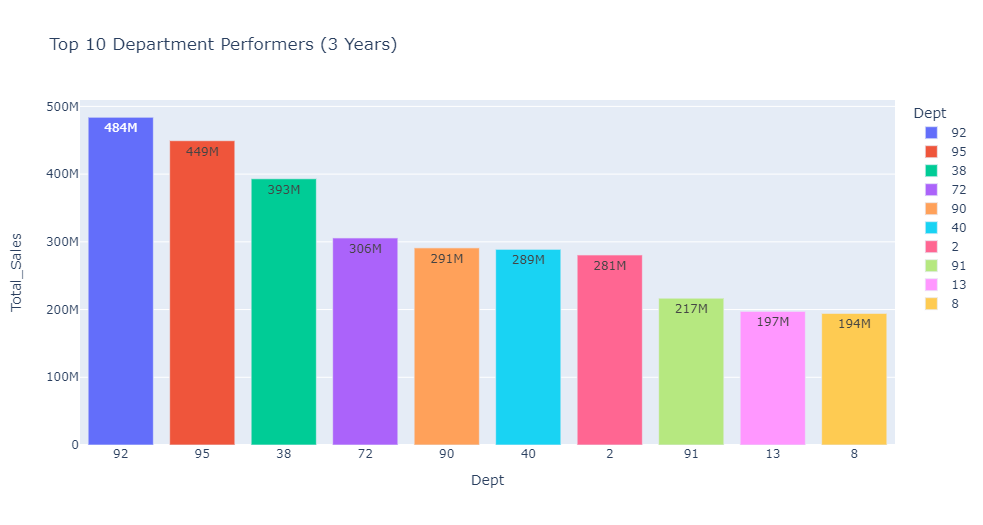 Top 10 Department Performers (3 Years)
Total_Sales
500M
400M
300M
200M
100M
0
484M
449M
393M
306M
291M
289M
281M
217M
197M
194M
92 95 38 72 90 40 2 91 13 8
Dept
Dept
92
95
38
72
90
40
2
91
13
8